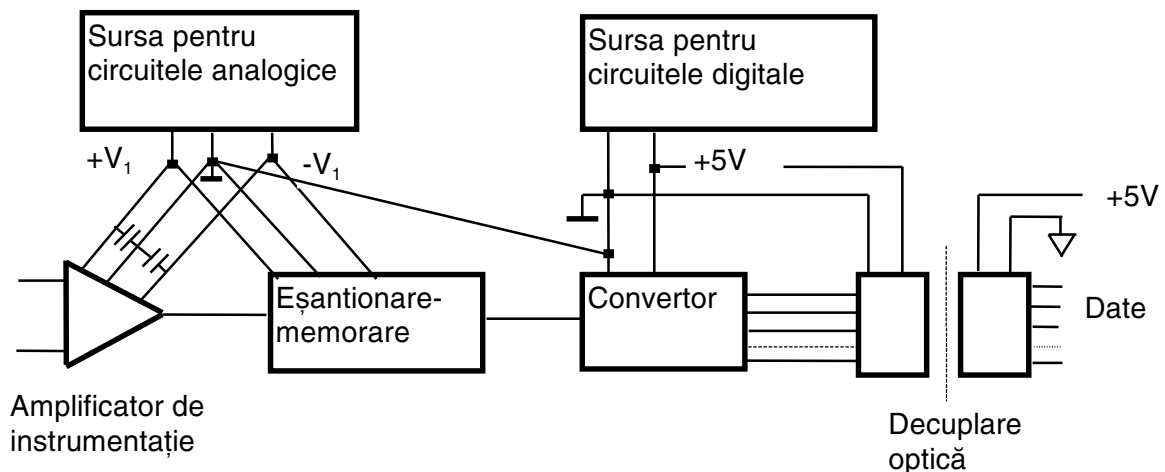 Sursa pentru
circuitele analogice
Sursa pentru
circuitele digitale
+V₁
-V₁
+5V
+5V
Eșantionare-
memorare
Convertor
Date
Amplificator de
instrumentație
Decuplare
optică